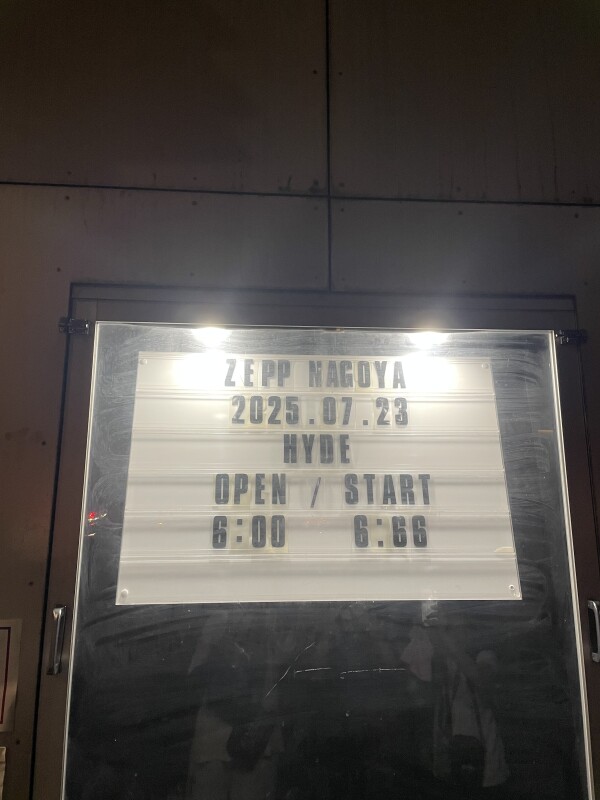 ZEPP NAGOYA
2025.07.23
HYDE
OPEN / START
6:00 6:66